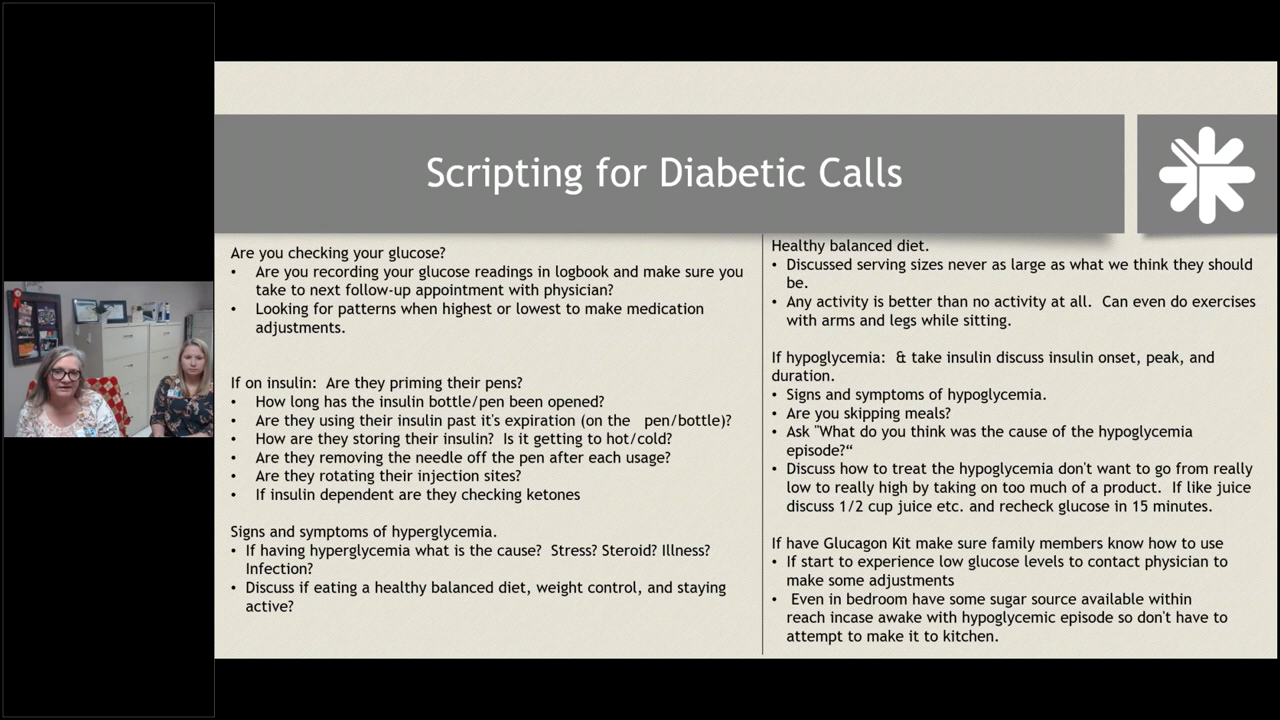 Scripting for Diabetic Calls
Are you checking your glucose?
• Are you recording your glucose readings in logbook and make sure you
take to next follow-up appointment with physician?
• Looking for patterns when highest or lowest to make medication
adjustments.
If on insulin: Are they priming their pens?
• How long has the insulin bottle/pen been opened?
• Are they using their insulin past it's expiration (on the pen/bottle)?
• How are they storing their insulin? Is it getting to hot/cold?
• Are they removing the needle off the pen after each usage?
• Are they rotating their injection sites?
• If insulin dependent are they checking ketones
Signs and symptoms of hyperglycemia.
• If having hyperglycemia what is the cause? Stress? Steroid? Illness?
Infection?
• Discuss if eating a healthy balanced diet, weight control, and staying
active?
Healthy balanced diet.
• Discussed serving sizes never as large as what we think they should
be.
• Any activity is better than no activity at all. Can even do exercises
with arms and legs while sitting.
If hypoglycemia: & take insulin discuss insulin onset, peak, and
duration.
• Signs and symptoms of hypoglycemia.
• Are you skipping meals?
• Ask "What do you think was the cause of the hypoglycemia
episode?“
• Discuss how to treat the hypoglycemia don't want to go from really
low to really high by taking on too much of a product. If like juice
discuss 1/2 cup juice etc. and recheck glucose in 15 minutes.
If have Glucagon Kit make sure family members know how to use
• If start to experience low glucose levels to contact physician to
make some adjustments
• Even in bedroom have some sugar source available within
reach incase awake with hypoglycemic episode so don't have to
attempt to make it to kitchen.